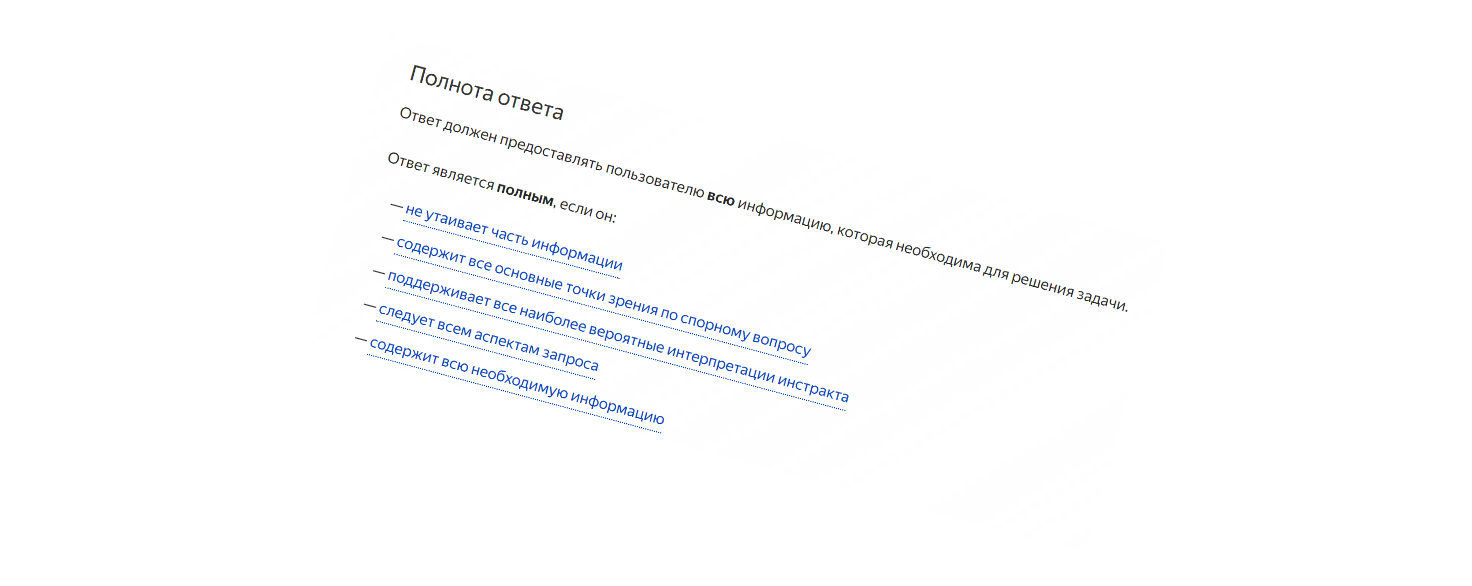 Полнота ответа
Ответ должен предоставлять пользователю всю информацию, которая необходима для решения задачи.
Ответ является полным, если он:
— не утаивает часть информации
— содержит все основные точки зрения по спорному вопросу
— поддерживает все наиболее вероятные интерпретации инстракта
— следует всем аспектам запроса
— содержит всю необходимую информацию